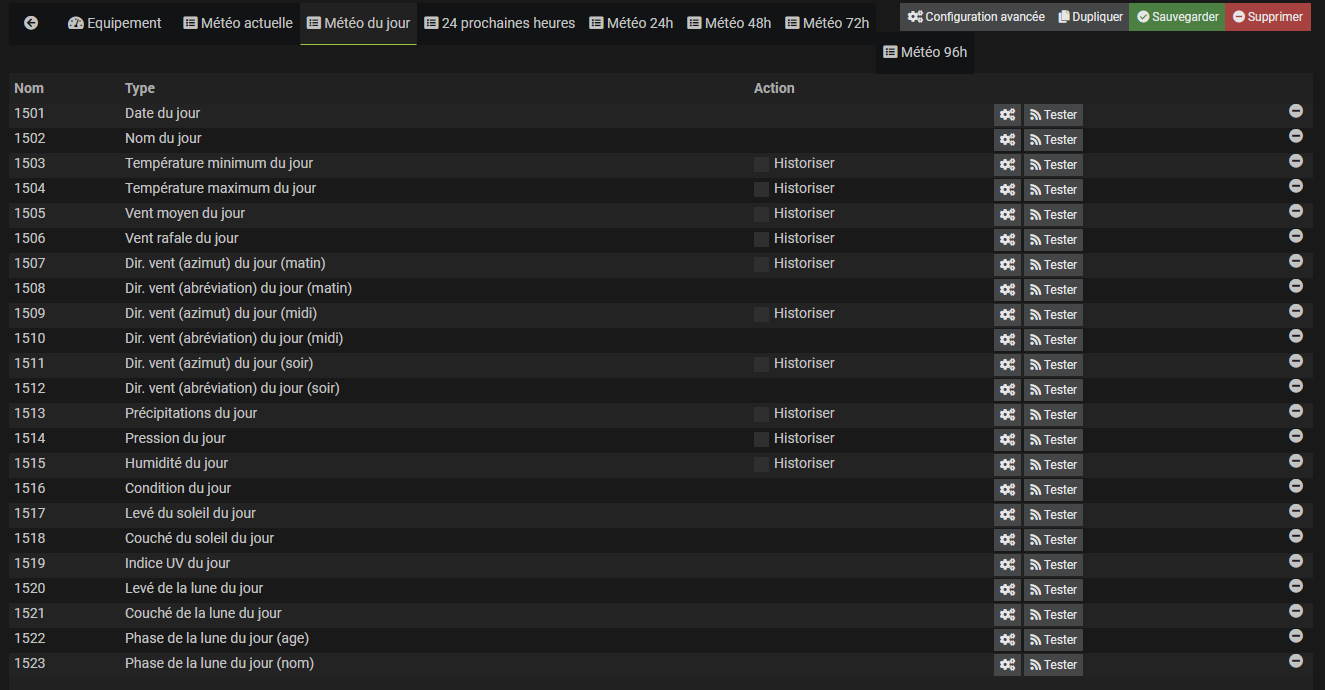 Equipement Météo actuelle Météo du jour 24 prochaines heures Météo 24h Météo 48h Météo 72h Configuration avancée Dupliquer Sauvegarder Supprimer
Météo 96h
Nom Type Action
1501 Date du jour Tester
1502 Nom du jour Tester
1503 Température minimum du jour Historiser Tester
1504 Température maximum du jour Historiser Tester
1505 Vent moyen du jour Historiser Tester
1506 Vent rafale du jour Historiser Tester
1507 Dir. vent (azimut) du jour (matin) Historiser Tester
1508 Dir. vent (abréviation) du jour (matin) Tester
1509 Dir. vent (azimut) du jour (midi) Historiser Tester
1510 Dir. vent (abréviation) du jour (midi) Tester
1511 Dir. vent (azimut) du jour (soir) Historiser Tester
1512 Dir. vent (abréviation) du jour (soir) Tester
1513 Précipitations du jour Historiser Tester
1514 Pression du jour Historiser Tester
1515 Humidité du jour Historiser Tester
1516 Condition du jour Tester
1517 Levé du soleil du jour Tester
1518 Couché du soleil du jour Tester
1519 Indice UV du jour Tester
1520 Levé de la lune du jour Tester
1521 Couché de la lune du jour Tester
1522 Phase de la lune du jour (age) Tester
1523 Phase de la lune du jour (nom) Tester